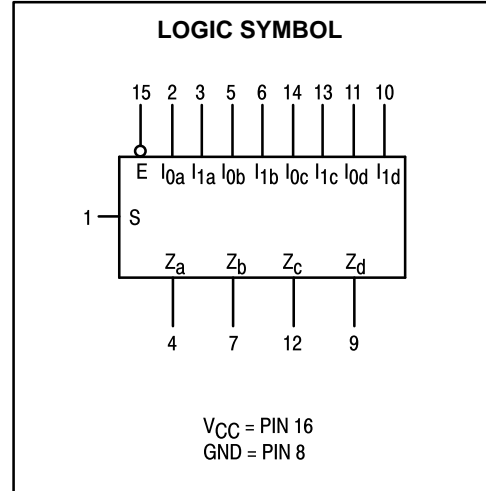 LOGIC SYMBOL
15 2 3 5 6 14 13 11 10
E I0a I1a I0b I1b I0c I1c I0d I1d
1 S
Za Zb Zc Zd
4 7 12 9
VCC = PIN 16
GND = PIN 8